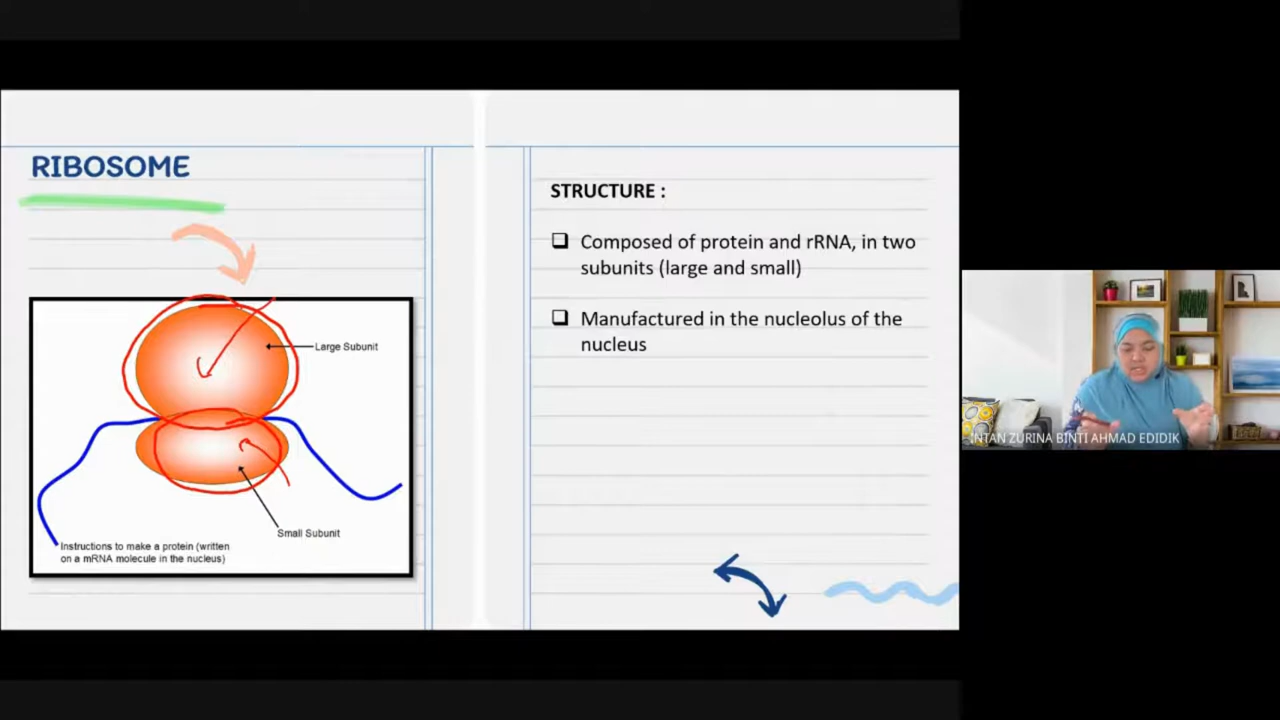 RIBOSOME
Large Subunit
Small Subunit
Instructions to make a protein (written
on a mRNA molecule in the nucleus)
STRUCTURE :
Composed of protein and rRNA, in two
subunits (large and small)
Manufactured in the nucleolus of the
nucleus
INTAN ZURINA BINTI AHMAD EDIDIK